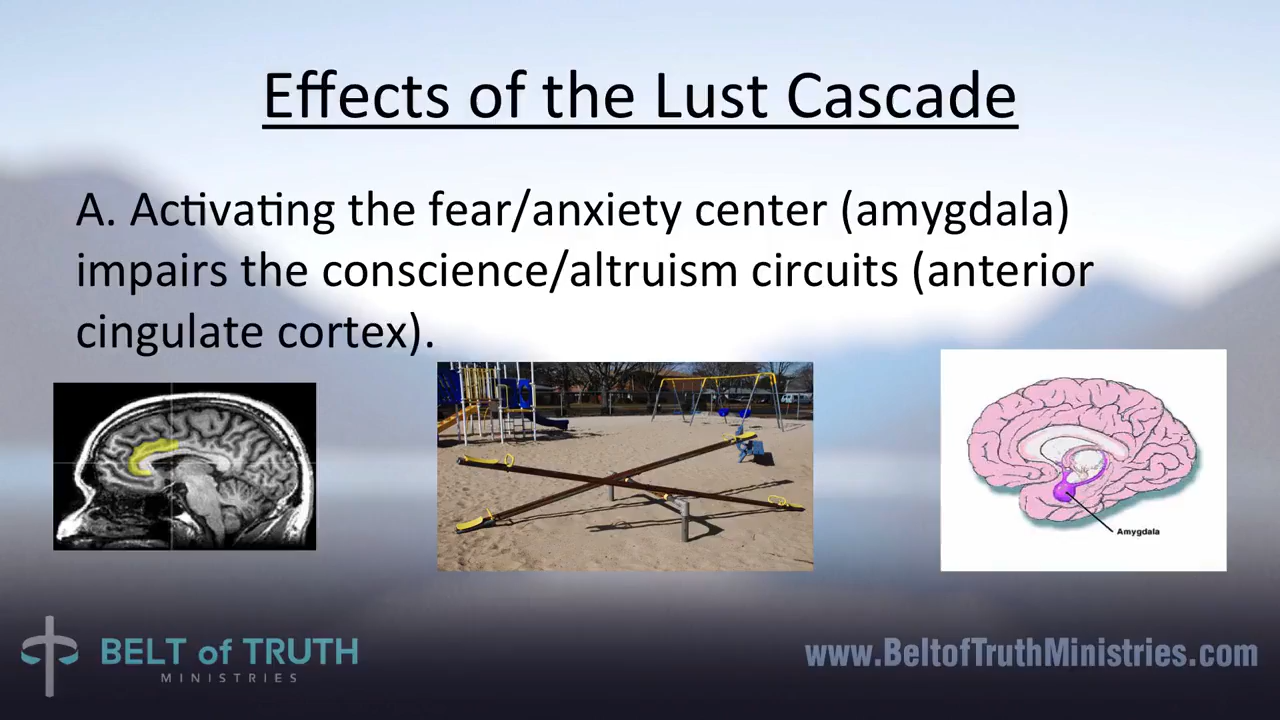 Effects of the Lust Cascade
A. Activating the fear/anxiety center (amygdala)
impairs the conscience/altruism circuits (anterior
cingulate cortex).
Amygdala
BELT of TRUTH
MINISTRIES
www.BeltofTruthMinistries.com